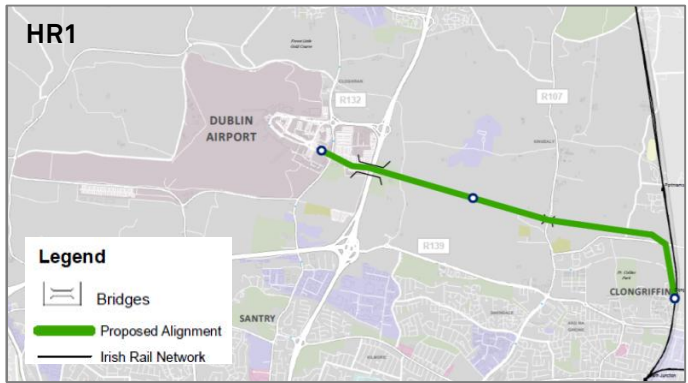 HR1
R132
R107
DUBLIN
AIRPORT
R139
Legend
Bridges
CLONGRIFFIN
SANTRY
Proposed Alignment
Irish Rail Network